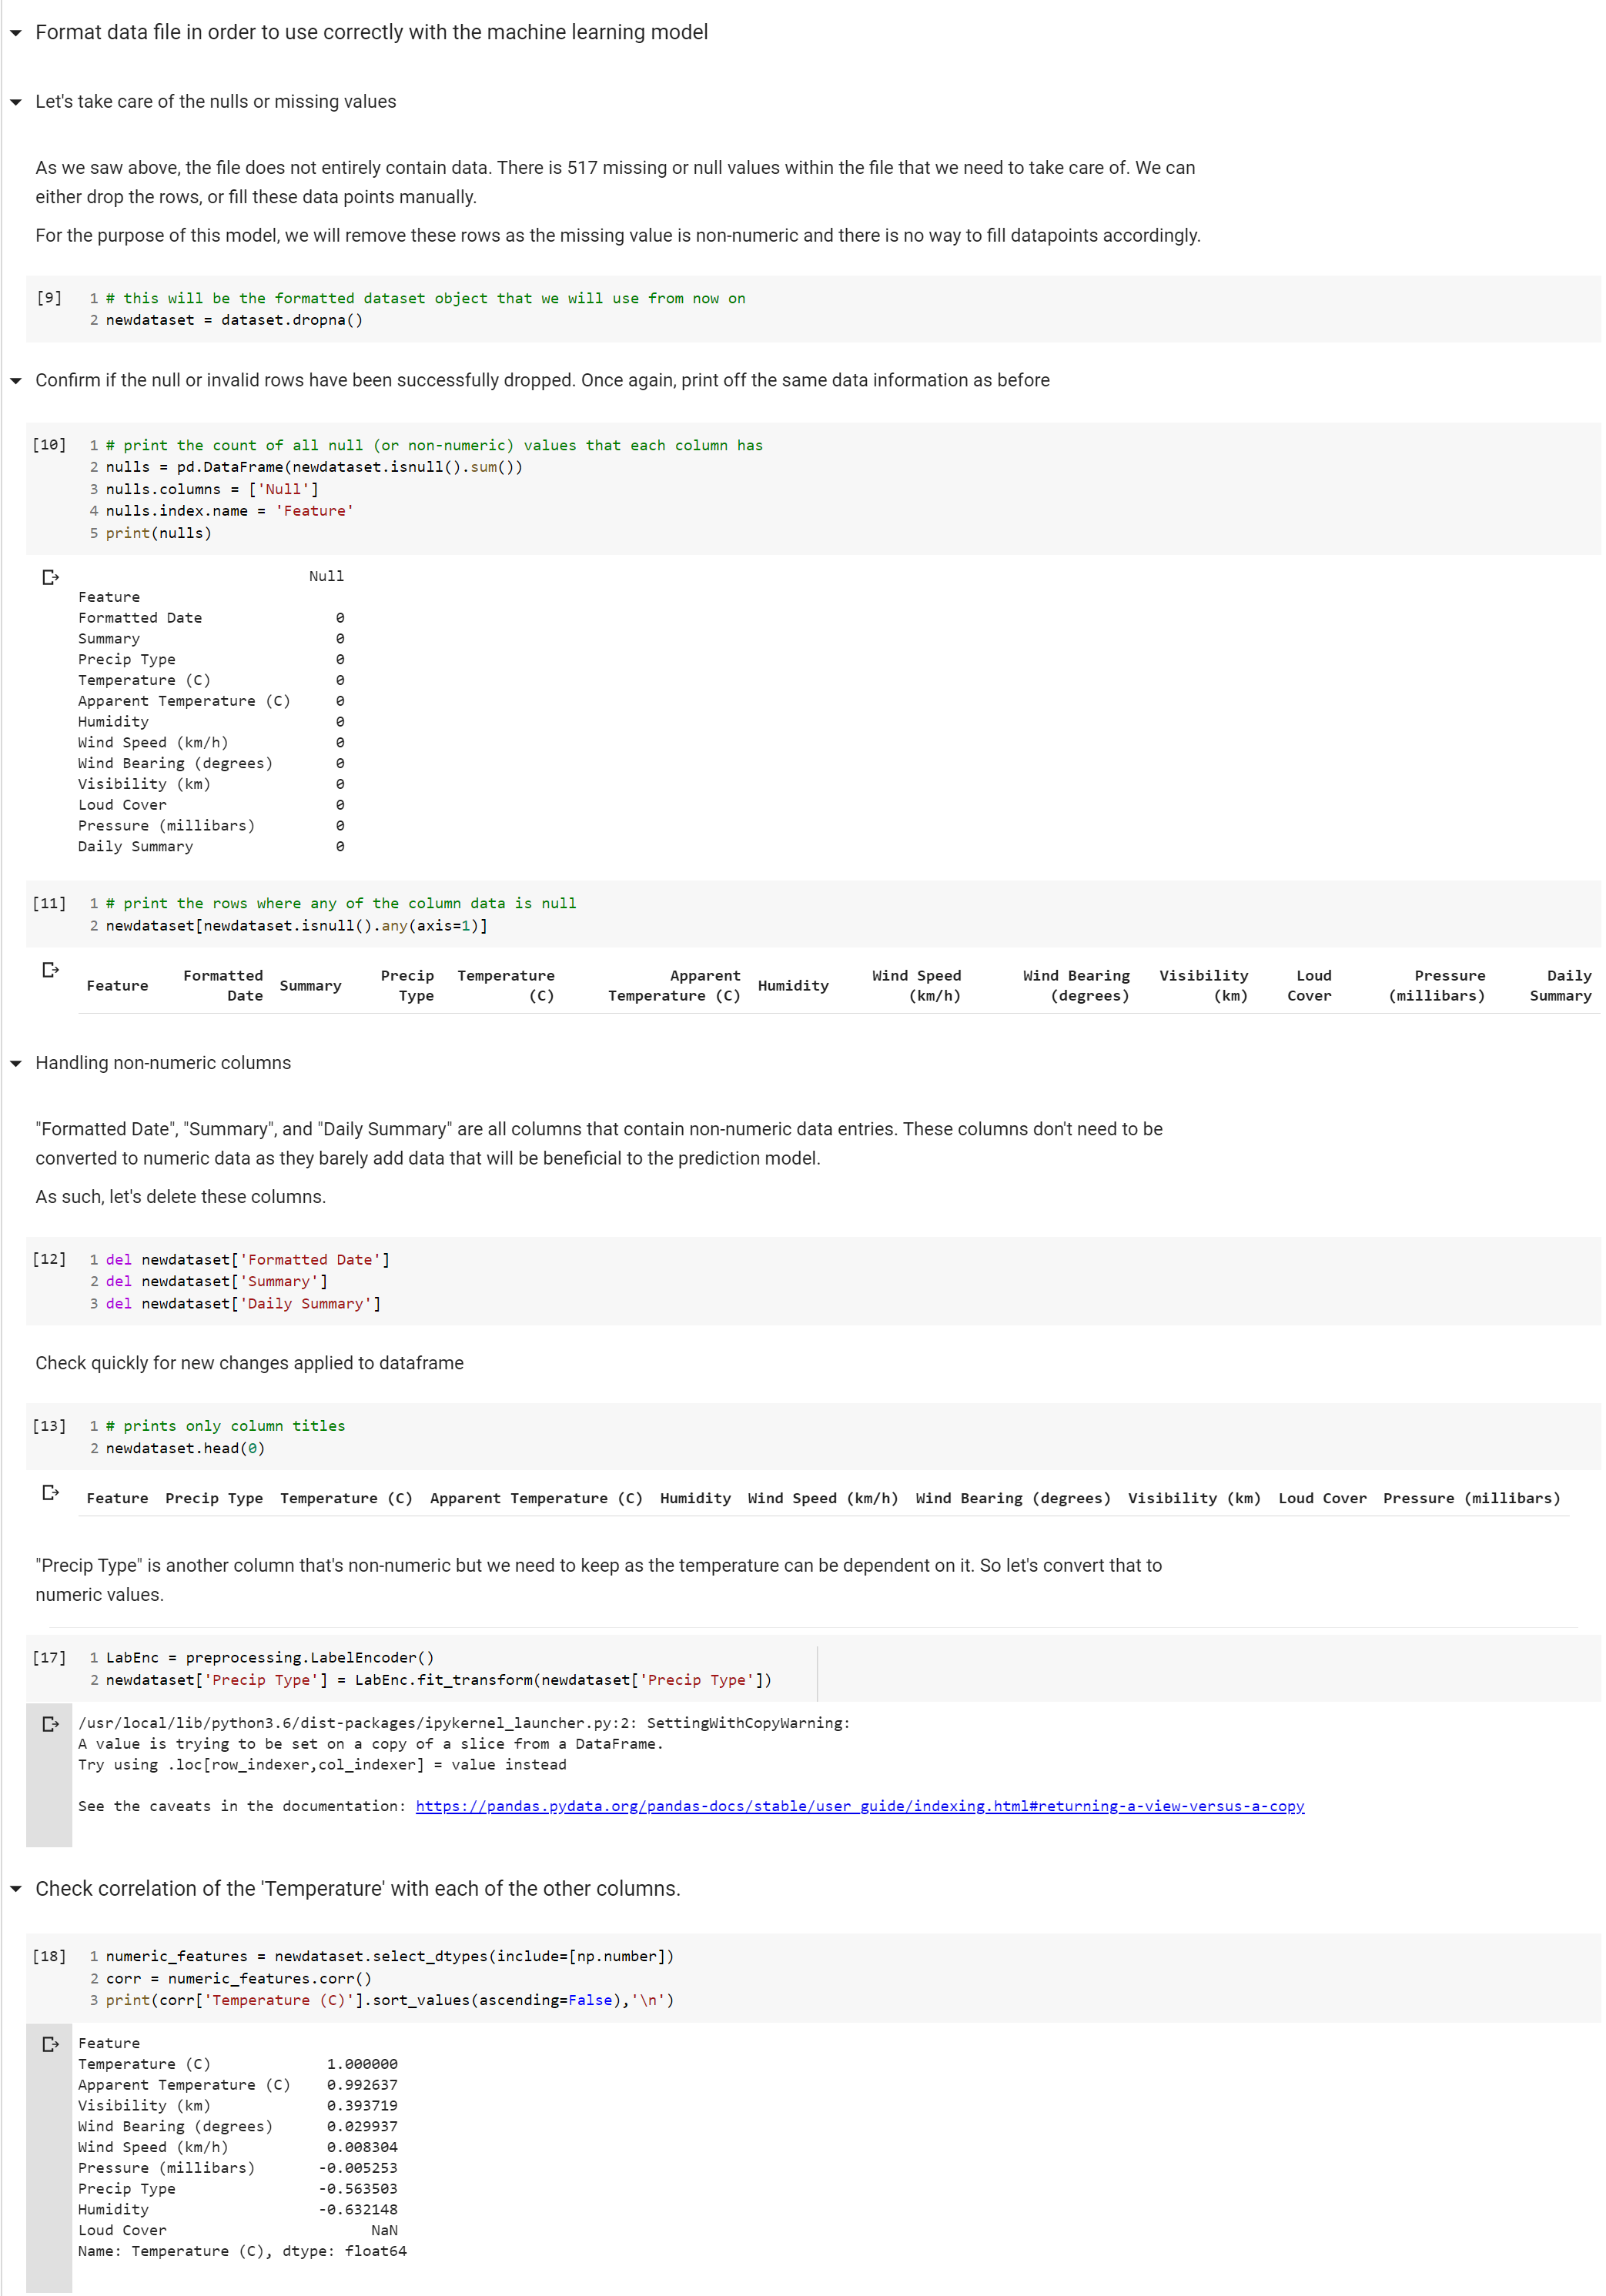 Format data file in order to use correctly with the machine learning model
Let's take care of the nulls or missing values
As we saw above, the file does not entirely contain data. There is 517 missing or null values within the file that we need to take care of. We can
either drop the rows, or fill these data points manually.
For the purpose of this model, we will remove these rows as the missing value is non-numeric and there is no way to fill datapoints accordingly.
[9] 1 # this will be the formatted dataset object that we will use from now on
2 newdataset = dataset.dropna()
Confirm if the null or invalid rows have been successfully dropped. Once again, print off the same data information as before
[10] 1 # print the count of all null (or non-numeric) values that each column has
2 nulls = pd.DataFrame(newdataset.isnull().sum())
3 nulls.columns = ['Null']
4 nulls.index.name = 'Feature'
5 print(nulls)
Null
Feature
Formatted Date 0
Summary 0
Precip Type 0
Temperature (C) 0
Apparent Temperature (C) 0
Humidity 0
Wind Speed (km/h) 0
Wind Bearing (degrees) 0
Visibility (km) 0
Loud Cover 0
Pressure (millibars) 0
Daily Summary 0
[11] 1 # print the rows where any of the column data is null
2 newdataset[newdataset.isnull().any(axis=1)]
Feature Formatted Date Summary Precip Type Temperature (C) Apparent Temperature (C) Humidity Wind Speed (km/h) Wind Bearing (degrees) Visibility (km) Loud Cover Pressure (millibars) Daily Summary
Handling non-numeric columns
"Formatted Date", "Summary", and "Daily Summary" are all columns that contain non-numeric data entries. These columns don't need to be
converted to numeric data as they barely add data that will be beneficial to the prediction model.
As such, let's delete these columns.
[12] 1 del newdataset['Formatted Date']
2 del newdataset['Summary']
3 del newdataset['Daily Summary']
Check quickly for new changes applied to dataframe
[13] 1 # prints only column titles
2 newdataset.head(0)
Feature Precip Type Temperature (C) Apparent Temperature (C) Humidity Wind Speed (km/h) Wind Bearing (degrees) Visibility (km) Loud Cover Pressure (millibars)
"Precip Type" is another column that's non-numeric but we need to keep as the temperature can be dependent on it. So let's convert that to
numeric values.
[17] 1 LabEnc = preprocessing.LabelEncoder()
2 newdataset['Precip Type'] = LabEnc.fit_transform(newdataset['Precip Type'])
/usr/local/lib/python3.6/dist-packages/ipykernel_launcher.py:2: SettingWithCopyWarning:
A value is trying to be set on a copy of a slice from a DataFrame.
Try using .loc[row_indexer,col_indexer] = value instead
See the caveats in the documentation: https://pandas.pydata.org/pandas-docs/stable/user_guide/indexing.html#returning-a-view-versus-a-copy
Check correlation of the 'Temperature' with each of the other columns.
[18] 1 numeric_features = newdataset.select_dtypes(include=[np.number])
2 corr = numeric_features.corr()
3 print(corr['Temperature (C)'].sort_values(ascending=False),'\n')
Feature
Temperature (C) 1.000000
Apparent Temperature (C) 0.992637
Visibility (km) 0.393719
Wind Bearing (degrees) 0.029937
Wind Speed (km/h) 0.008304
Pressure (millibars) -0.005253
Precip Type -0.563503
Humidity -0.632148
Loud Cover NaN
Name: Temperature (C), dtype: float64